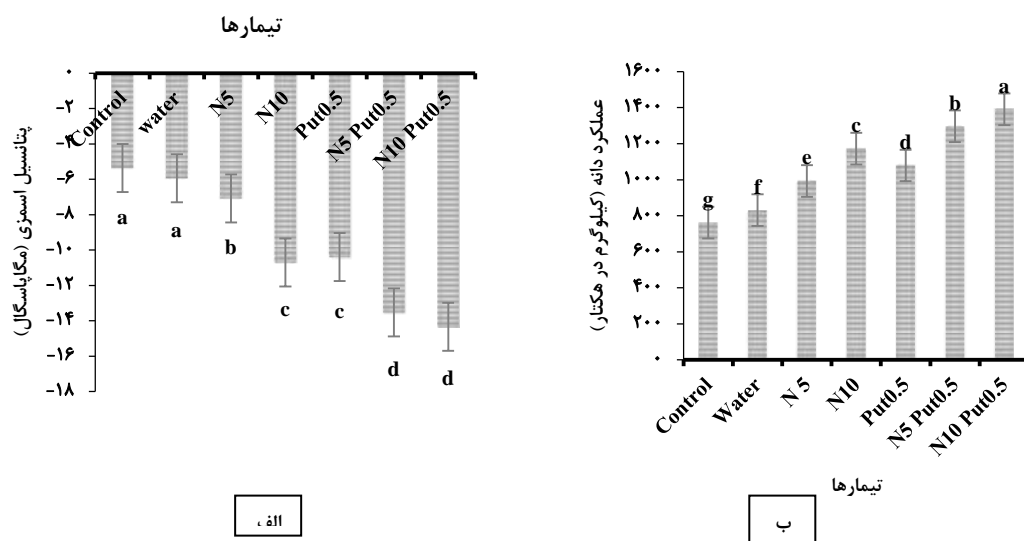 تیمارها
پتانسیل اسمزی (مگاپاسگال)
۰
-۲
-۴
-۶
-۸
-۱۰
-۱۲
-۱۴
-۱۶
-۱۸
Control
water
N5
N10
Put0.5
N5 Put0.5
N10 Put0.5
a
a
b
c
c
d
d
الف
عملکرد دانه (کیلوگرم در هکتار)
۱۶۰۰
۱۴۰۰
۱۲۰۰
۱۰۰۰
۸۰۰
۶۰۰
۴۰۰
۲۰۰
۰
g
f
e
c
d
b
a
Control
Water
N 5
N10
Put0.5
N5 Put0.5
N10 Put0.5
تیمارها
ب